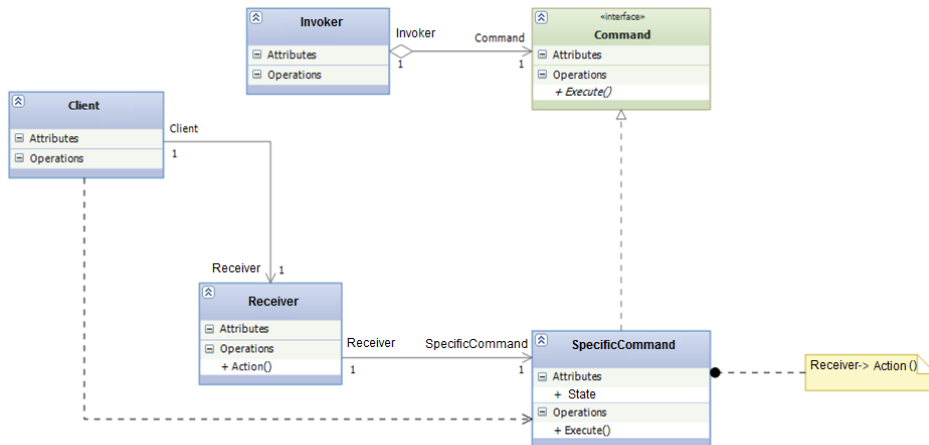 Invoker
Attributes
Operations
Invoker
1
Command
1
«interface»
Command
Attributes
Operations
+ Execute()
Client
Attributes
Operations
Client
1
Receiver
1
Receiver
Attributes
Operations
+ Action()
Receiver
1
SpecificCommand
1
SpecificCommand
Attributes
+ State
Operations
+ Execute()
Receiver-> Action ()